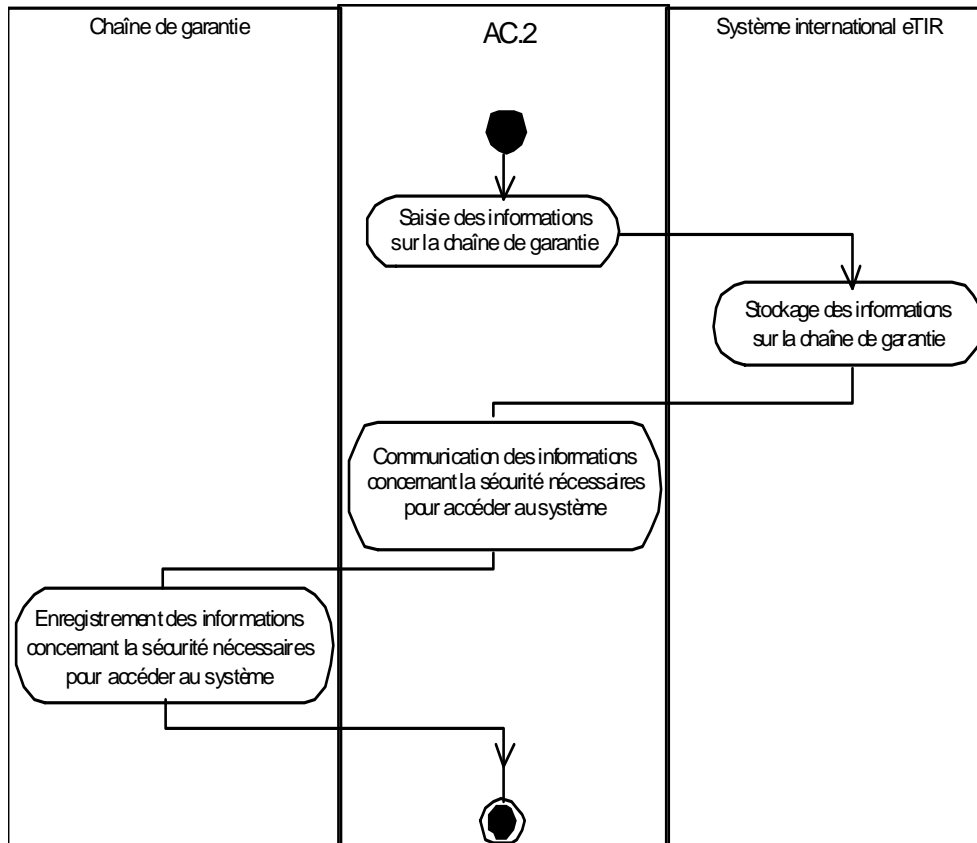 Chaîne de garantie
AC.2
Système international eTIR
Saisie des informations
sur la chaîne de garantie
Stockage des informations
sur la chaîne de garantie
Communication des informations
concernant la sécurité nécessaires
pour accéder au système
Enregistrement des informations
concernant la sécurité nécessaires
pour accéder au système